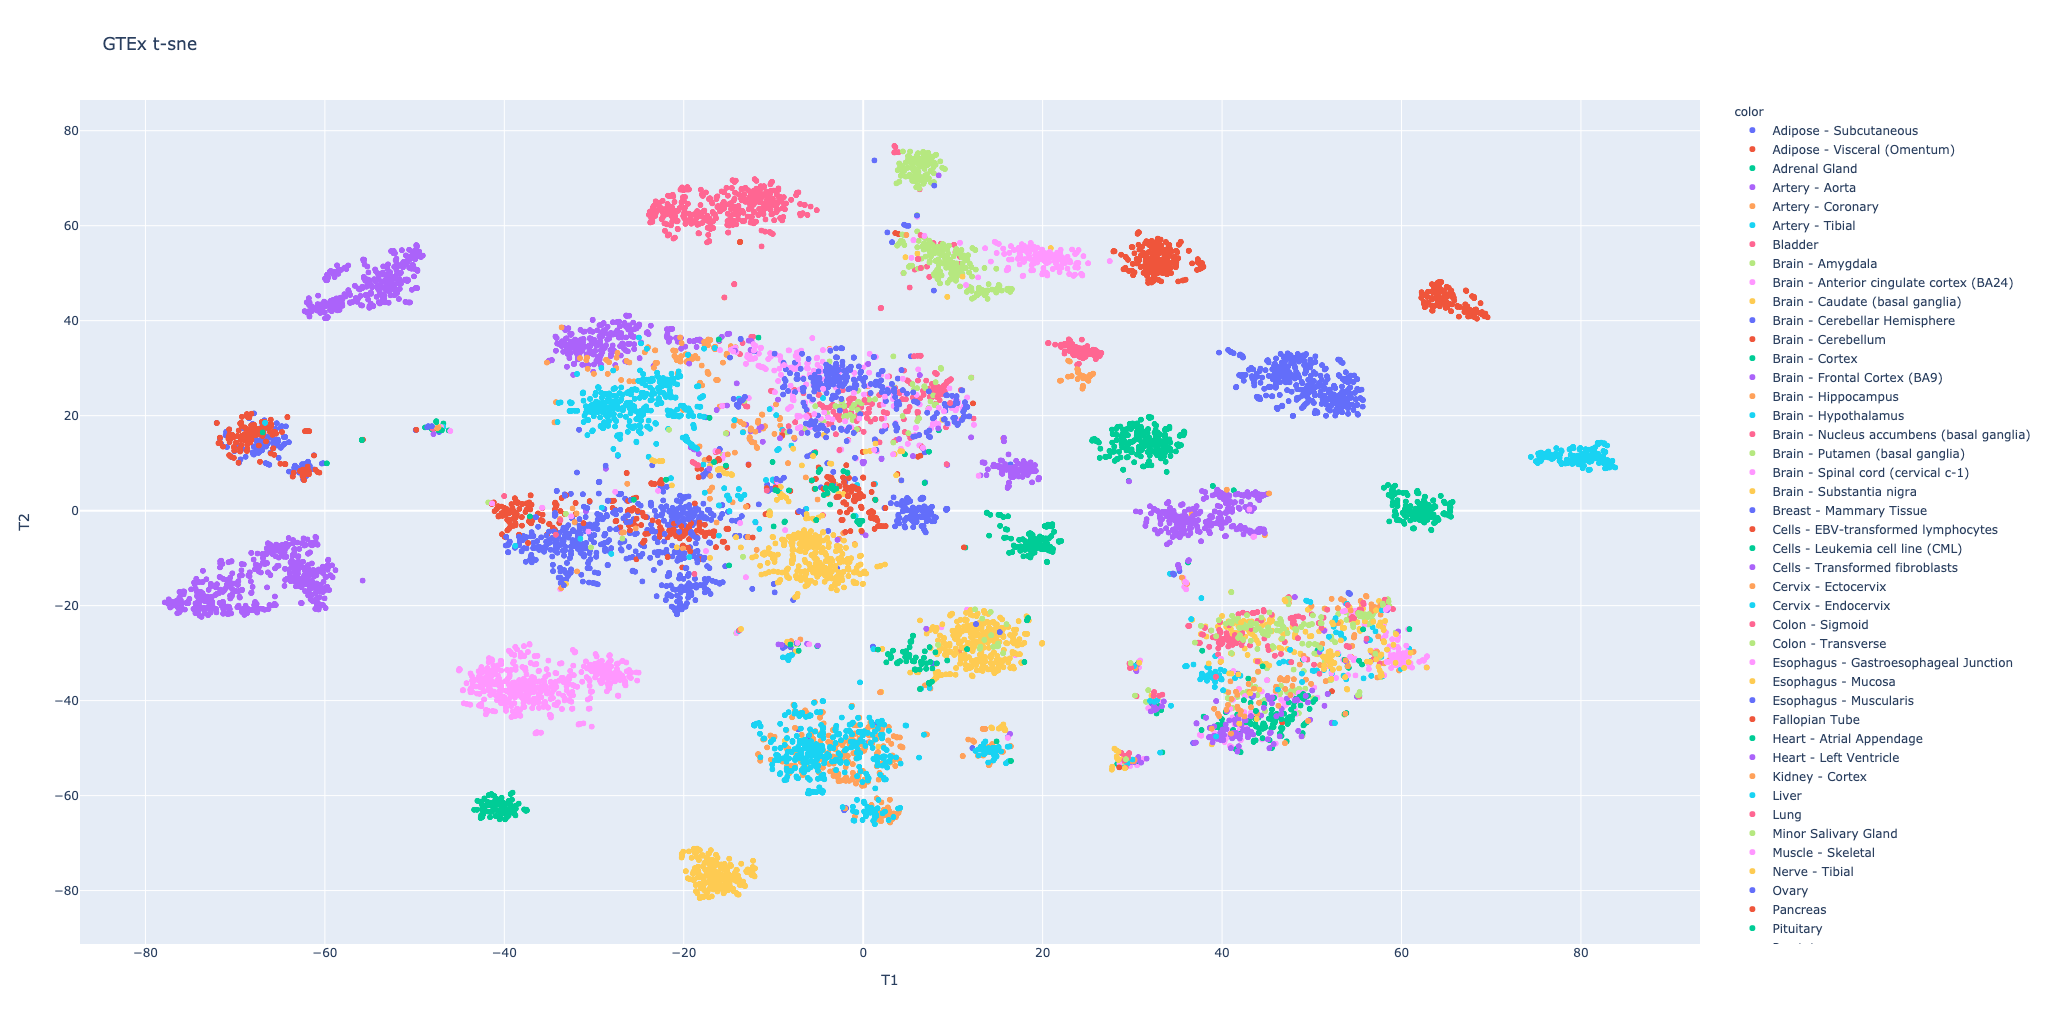 GTEx t-sne
color
Adipose - Subcutaneous
Adipose - Visceral (Omentum)
Adrenal Gland
Artery - Aorta
Artery - Coronary
Artery - Tibial
Bladder
Brain - Amygdala
Brain - Anterior cingulate cortex (BA24)
Brain - Caudate (basal ganglia)
Brain - Cerebellar Hemisphere
Brain - Cerebellum
Brain - Cortex
Brain - Frontal Cortex (BA9)
Brain - Hippocampus
Brain - Hypothalamus
Brain - Nucleus accumbens (basal ganglia)
Brain - Putamen (basal ganglia)
Brain - Spinal cord (cervical c-1)
Brain - Substantia nigra
Breast - Mammary Tissue
Cells - EBV-transformed lymphocytes
Cells - Leukemia cell line (CML)
Cells - Transformed fibroblasts
Cervix - Ectocervix
Cervix - Endocervix
Colon - Sigmoid
Colon - Transverse
Esophagus - Gastroesophageal Junction
Esophagus - Mucosa
Esophagus - Muscularis
Fallopian Tube
Heart - Atrial Appendage
Heart - Left Ventricle
Kidney - Cortex
Liver
Lung
Minor Salivary Gland
Muscle - Skeletal
Nerve - Tibial
Ovary
Pancreas
Pituitary
80
60
40
20
0
−20
−40
−60
−80
T2
−80 −60 −40 −20 0 20 40 60 80
T1